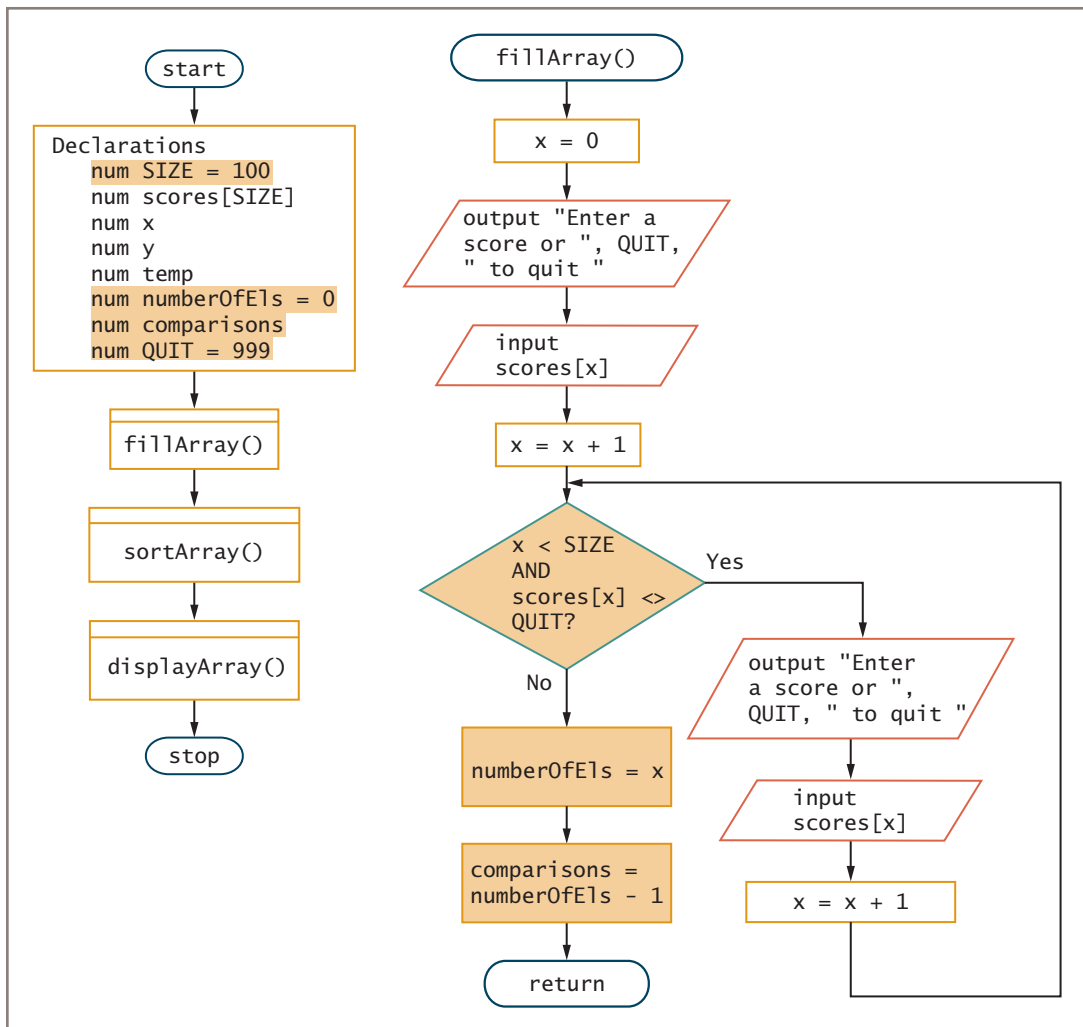 start
Declarations
num SIZE = 100
num scores[SIZE]
num x
num y
num temp
num numberOfEls = 0
num comparisons
num QUIT = 999
fillArray()
sortArray()
displayArray()
stop
fillArray()
x = 0
output "Enter a
score or ", QUIT,
" to quit "
input
scores[x]
x = x + 1
x < SIZE
AND
scores[x] <>
QUIT?
Yes
No
output "Enter
a score or ",
QUIT, " to quit "
input
scores[x]
x = x + 1
numberOfEls = x
comparisons =
numberOfEls - 1
return